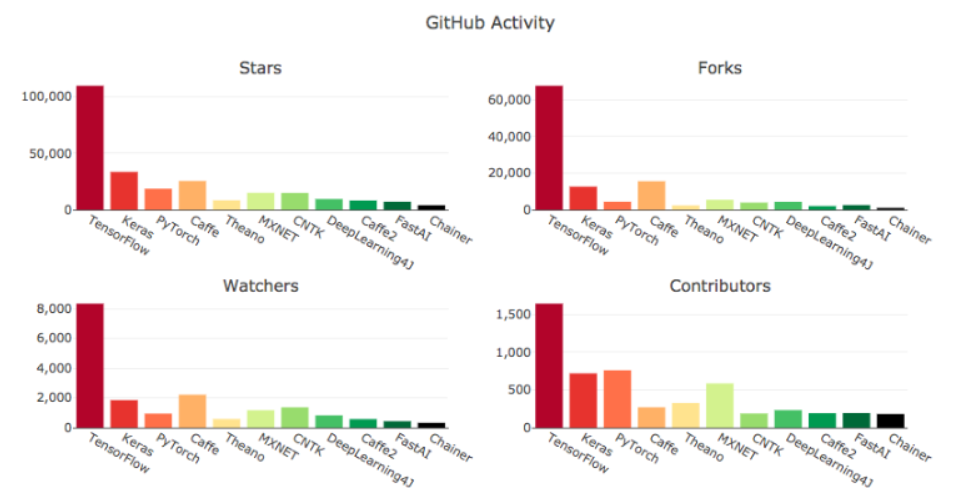 GitHub Activity
Stars
100,000
50,000
0
TensorFlow
Keras
PyTorch
Caffe
Theano
MXNET
CNTK
DeepLearning4J
Caffe2
FastAI
Chainer
Forks
60,000
40,000
20,000
0
TensorFlow
Keras
PyTorch
Caffe
Theano
MXNET
CNTK
DeepLearning4J
Caffe2
FastAI
Chainer
Watchers
8,000
6,000
4,000
2,000
0
TensorFlow
Keras
PyTorch
Caffe
Theano
MXNET
CNTK
DeepLearning4J
Caffe2
FastAI
Chainer
Contributors
1,500
1,000
500
0
TensorFlow
Keras
PyTorch
Caffe
Theano
MXNET
CNTK
DeepLearning4J
Caffe2
FastAI
Chainer